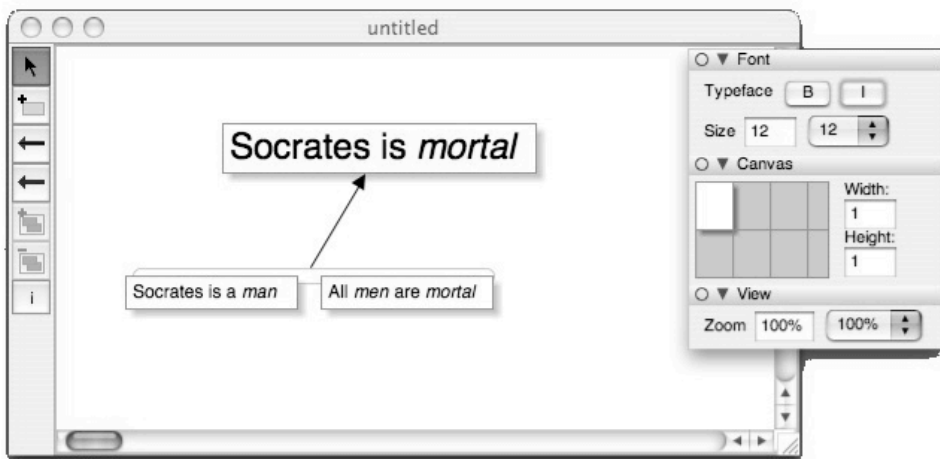 untitled
Font
Typeface B I
Size 12 12
Socrates is mortal
Canvas
Width:
1
Height:
1
Socrates is a man
All men are mortal
i
View
Zoom 100% 100%